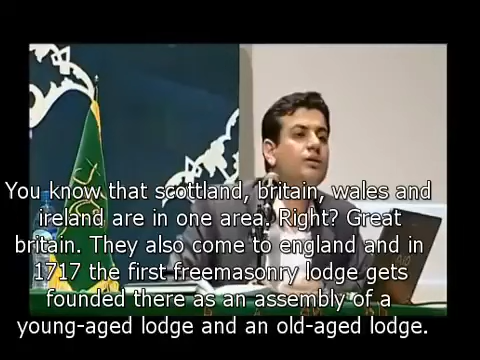 You know that scottland, britain, wales and
ireland are in one area. Right? Great
britain. They also come to england and in
1717 the first freemasonry lodge gets
founded there as an assembly of a
young-aged lodge and an old-aged lodge.